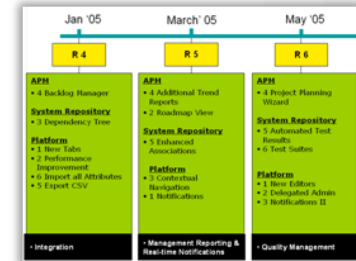 Jan '05
March' 05
May '05
R 4
R 5
R 6
APM
• 4 Backlog Manager
System Repository
• 3 Dependency Tree
Platform
• 1 New Tabs
• 2 Performance
Improvement
• 6 Import all Attributes
• 5 Export CSV
• Integration
APM
• 4 Additional Trend
Reports
• 2 Roadmap View
System Repository
• 5 Enhanced
Associations
Platform
• 3 Contextual
Navigation
• 1 Notifications
• Management Reporting &
Real-time Notifications
APM
• 4 Project Planning
Wizard
System Repository
• 5 Automated Test
Results
• 6 Test Suites
Platform
• 1 New Editors
• 2 Delegated Admin
• 3 Notifications II
• Quality Management